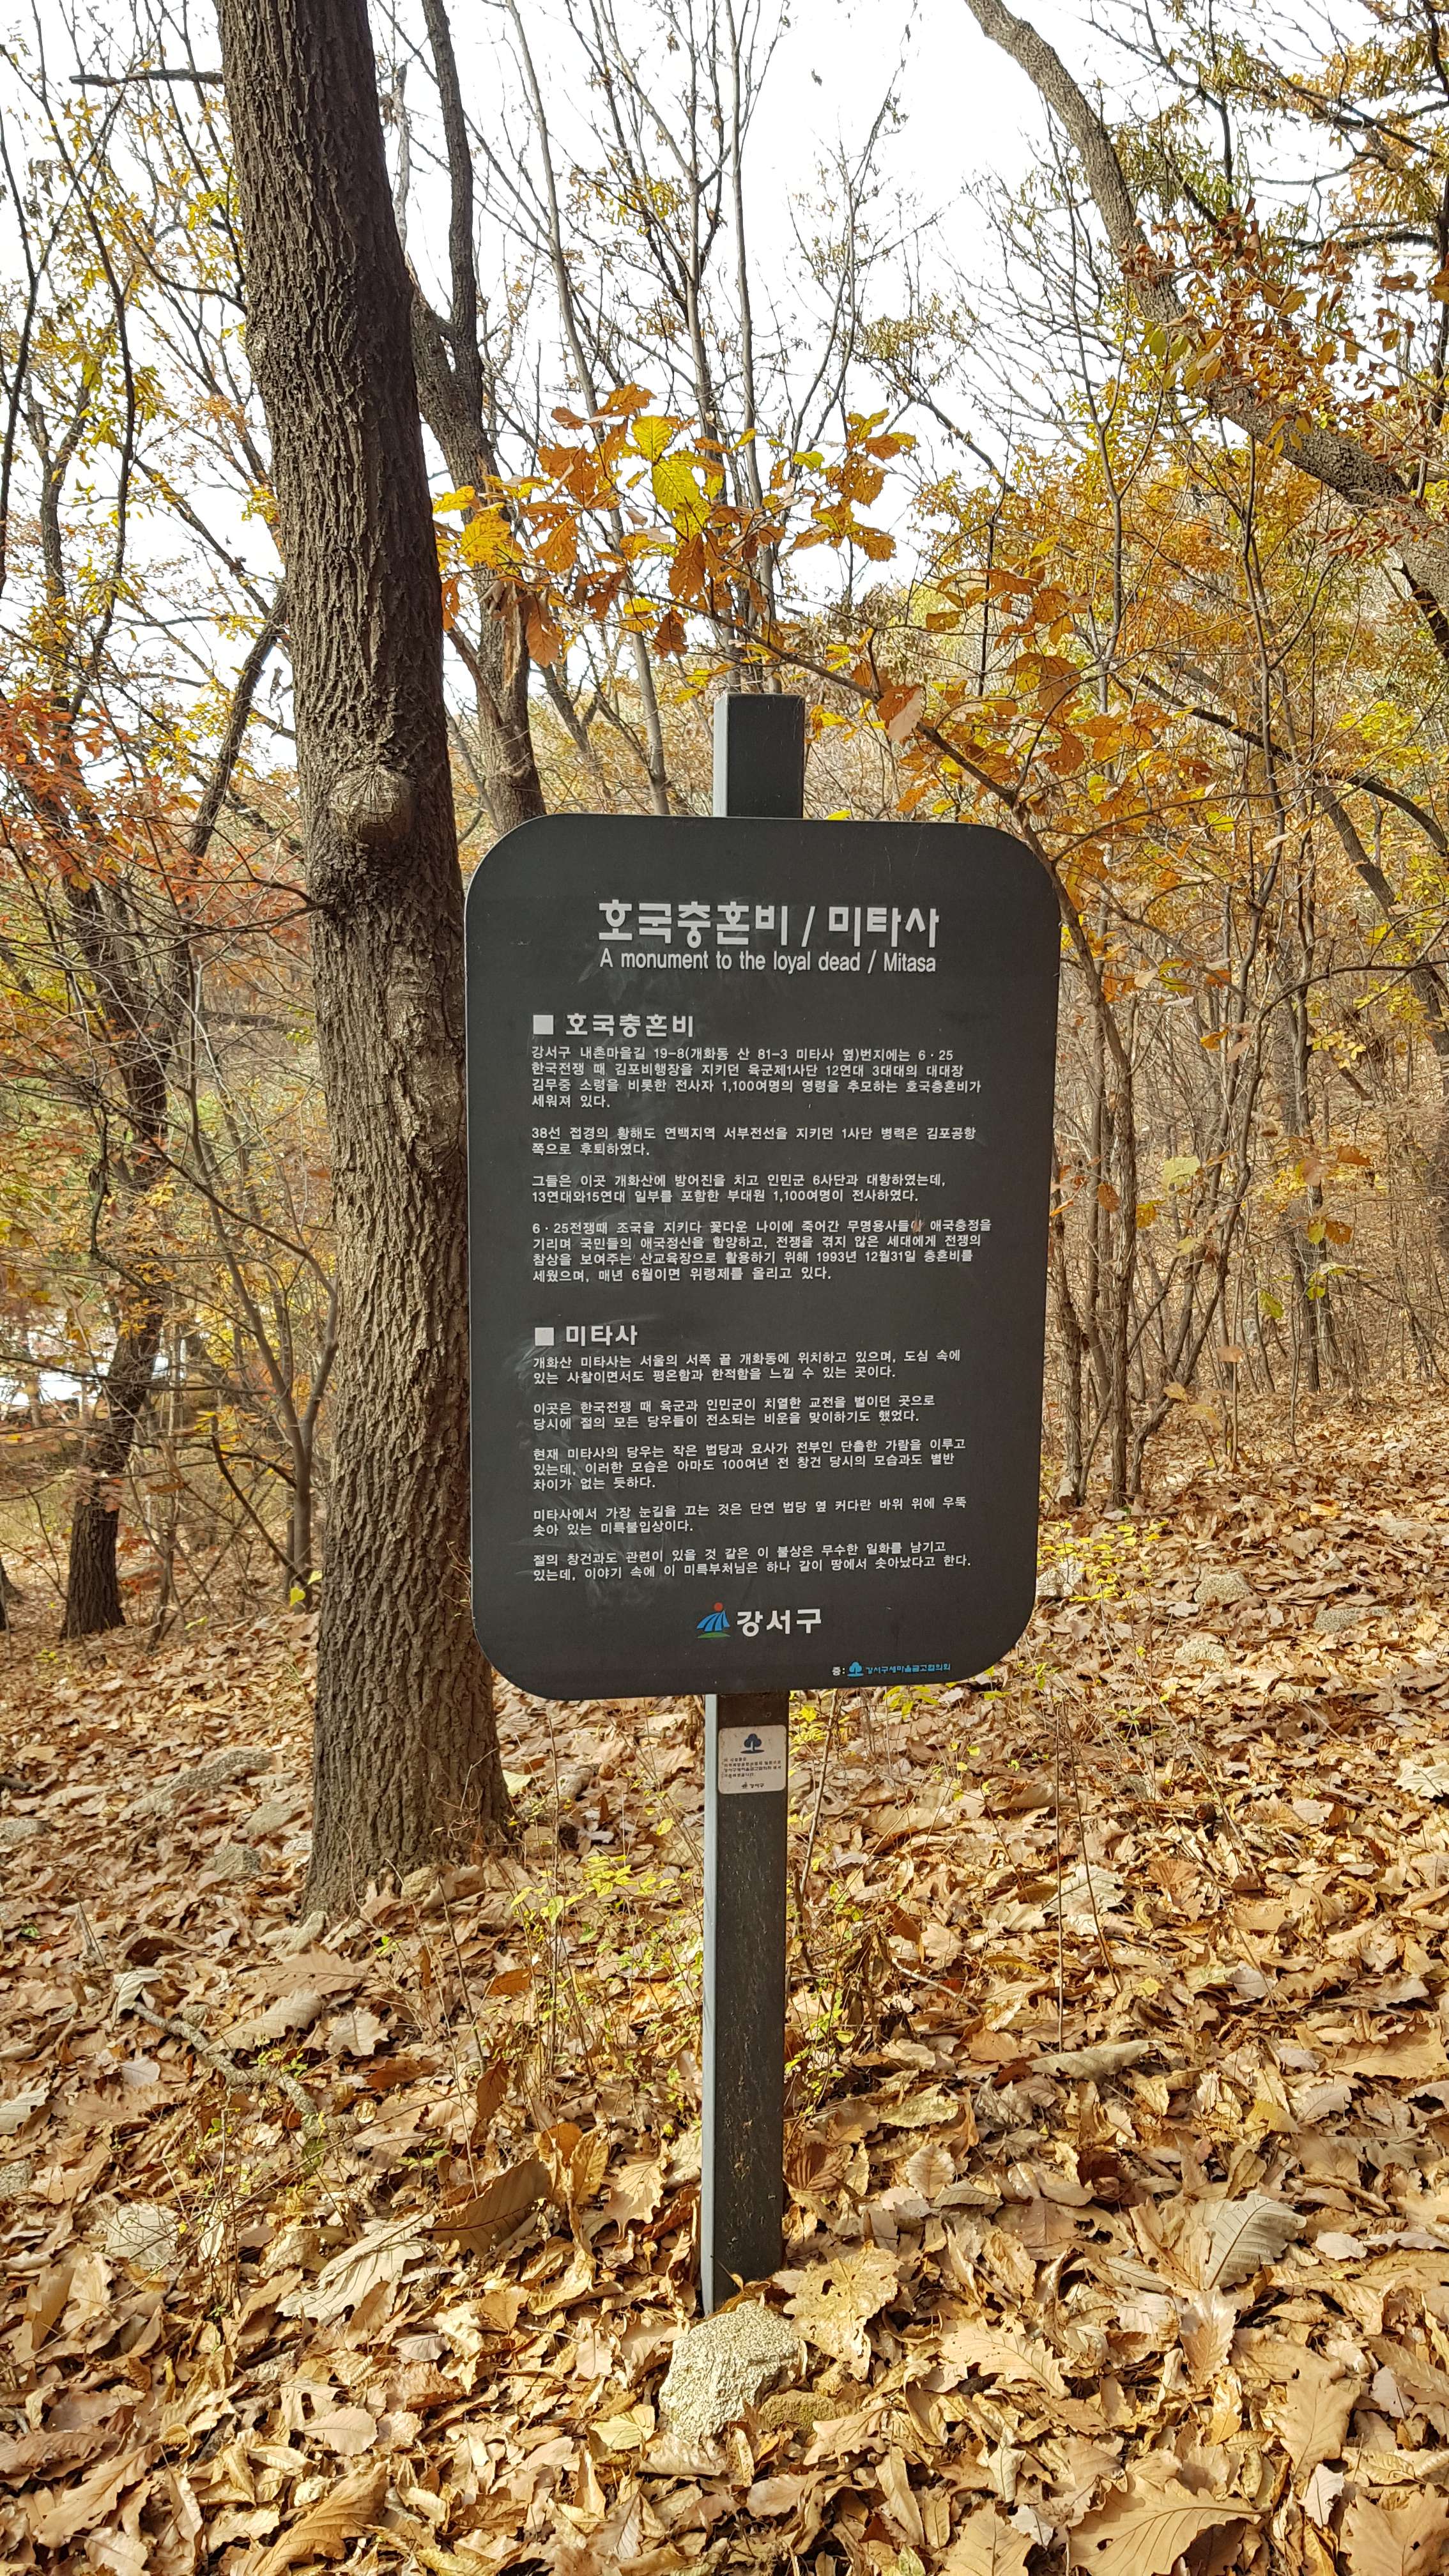 호국충혼비 / 미타사
A monument to the loyal dead / Mitasa
■ 호국충혼비
강서구 내촌마을길 19-8(개화동 산 81-3 미타사 옆)번지에는 6·25
한국전쟁 때 김포비행장을 지키던 육군제1사단 12연대 3대대의 대대장
김무중 소령을 비롯한 전사자 1,100여명의 영령을 추모하는 호국충혼비가
세워져 있다.
38선 접경의 황해도 연백지역 서부전선을 지키던 1사단 병력은 김포공항
쪽으로 후퇴하였다.
그들은 이곳 개화산에 방어진을 치고 인민군 6사단과 대항하였는데,
13연대와15연대 일부를 포함한 부대원 1,100여명이 전사하였다.
6·25전쟁때 조국을 지키다 꽃다운 나이에 죽어간 무명용사들의 애국충정을
기리며 국민들의 애국정신을 함양하고, 전쟁을 겪지 않은 세대에게 전쟁의
참상을 보여주는 산교육장으로 활용하기 위해 1993년 12월31일 충혼비를
세웠으며, 매년 6월이면 위령제를 올리고 있다.
■ 미타사
개화산 미타사는 서울의 서쪽 끝 개화동에 위치하고 있으며, 도심 속에
있는 사찰이면서도 평온함과 한적함을 느낄 수 있는 곳이다.
이곳은 한국전쟁 때 육군과 인민군이 치열한 교전을 벌이던 곳으로
당시에 절의 모든 당우들이 전소되는 비운을 맞이하기도 했었다.
현재 미타사의 당우는 작은 법당과 요사가 전부인 단촐한 가람을 이루고
있는데, 이러한 모습은 아마도 100여년 전 창건 당시의 모습과도 별반
차이가 없는 듯하다.
미타사에서 가장 눈길을 끄는 것은 단연 법당 옆 커다란 바위 위에 우뚝
솟아 있는 미륵불입상이다.
절의 창건과도 관련이 있을 것 같은 이 불상은 무수한 일화를 남기고
있는데, 이야기 속에 이 미륵부처님은 하나 같이 땅에서 솟아났다고 한다.
강서구
증: 강서구새마을금고협의회
강서구